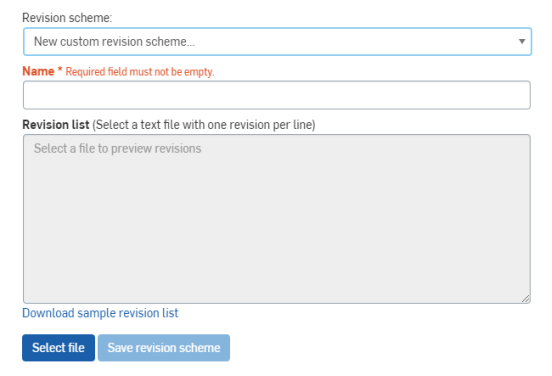 Revision scheme:
New custom revision scheme...
Name * Required field must not be empty.
Revision list (Select a text file with one revision per line)
Select a file to preview revisions
Download sample revision list
Select file Save revision scheme